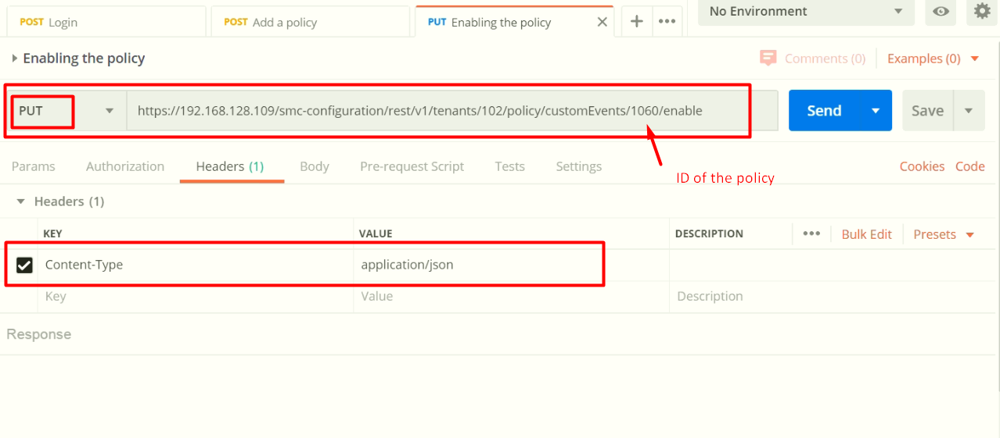 POST Login POST Add a policy PUT Enabling the policy No Environment
Enabling the policy Comments (0) Examples (0)
PUT https://192.168.128.109/smc-configuration/rest/v1/tenants/102/policy/customEvents/1060/enable Send Save
Params Authorization Headers (1) Body Pre-request Script Tests Settings Cookies Code
ID of the policy
Headers (1)
KEY VALUE DESCRIPTION Bulk Edit Presets
Content-Type application/json
Key Value Description
Response